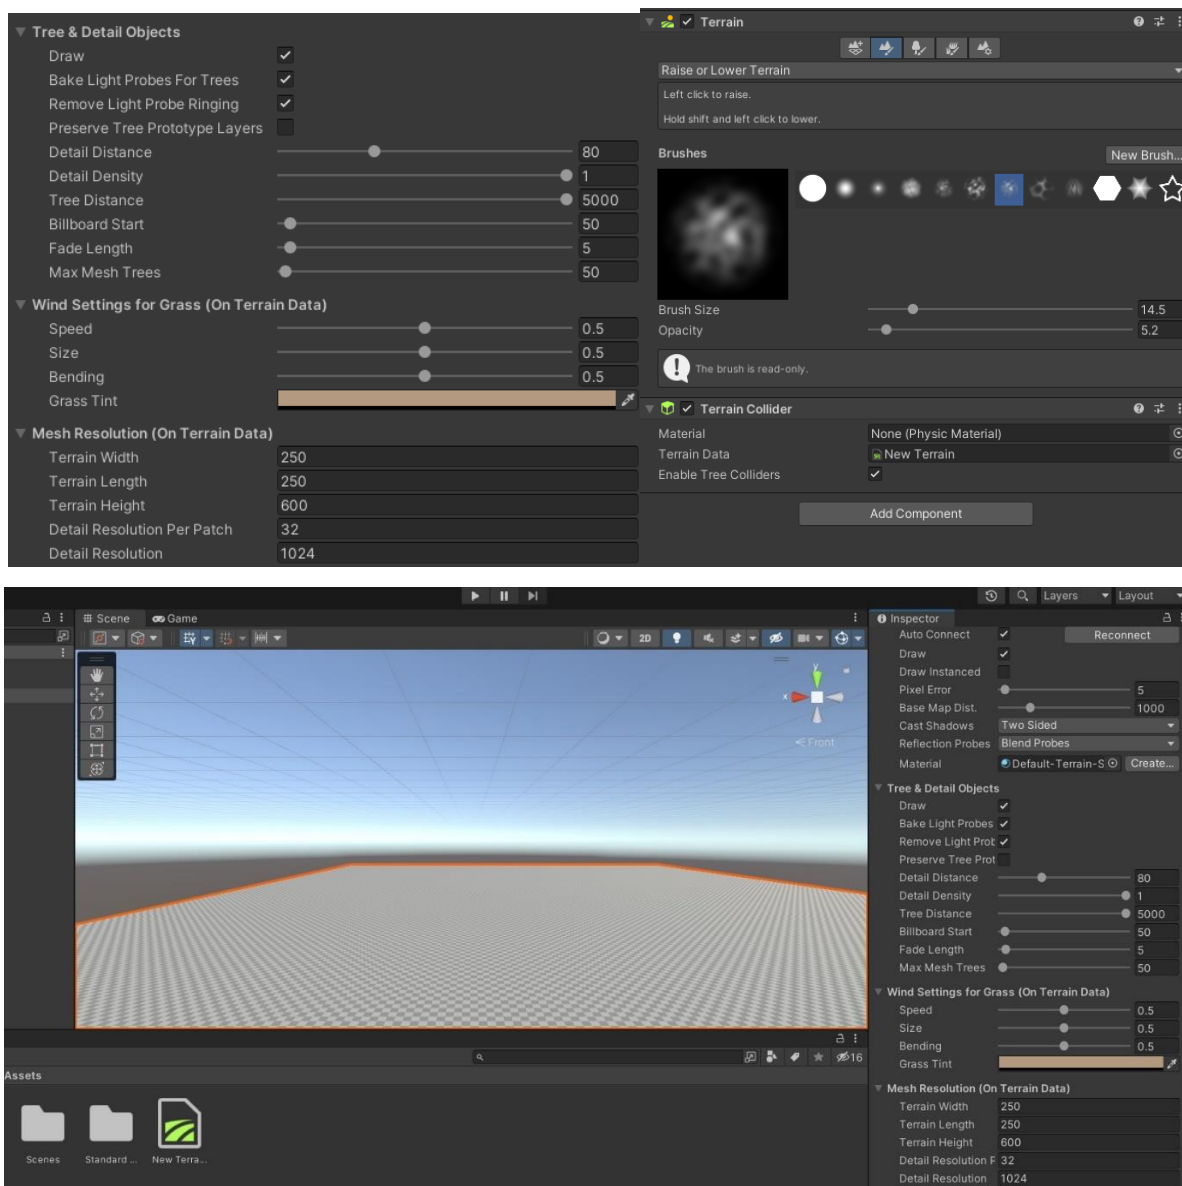 Tree & Detail Objects
Draw
Bake Light Probes For Trees
Remove Light Probe Ringing
Preserve Tree Prototype Layers
Detail Distance 80
Detail Density 1
Tree Distance 5000
Billboard Start 50
Fade Length 5
Max Mesh Trees 50
Wind Settings for Grass (On Terrain Data)
Speed 0.5
Size 0.5
Bending 0.5
Grass Tint
Mesh Resolution (On Terrain Data)
Terrain Width 250
Terrain Length 250
Terrain Height 600
Detail Resolution Per Patch 32
Detail Resolution 1024
Terrain
Raise or Lower Terrain
Left click to raise.
Hold shift and left click to lower.
Brushes New Brush...
Brush Size 14.5
Opacity 5.2
The brush is read-only.
Terrain Collider
Material None (Physic Material)
Terrain Data New Terrain
Enable Tree Colliders
Add Component
Layers Layout
Scene Game
2D
y
x
Front
16
Assets
Scenes Standard ... New Terra...
Inspector
Auto Connect Reconnect
Draw
Draw Instanced
Pixel Error 5
Base Map Dist. 1000
Cast Shadows Two Sided
Reflection Probes Blend Probes
Material Default-Terrain-S Create...
Tree & Detail Objects
Draw
Bake Light Probes
Remove Light Prob
Preserve Tree Prot
Detail Distance 80
Detail Density 1
Tree Distance 5000
Billboard Start 50
Fade Length 5
Max Mesh Trees 50
Wind Settings for Grass (On Terrain Data)
Speed 0.5
Size 0.5
Bending 0.5
Grass Tint
Mesh Resolution (On Terrain Data)
Terrain Width 250
Terrain Length 250
Terrain Height 600
Detail Resolution P 32
Detail Resolution 1024